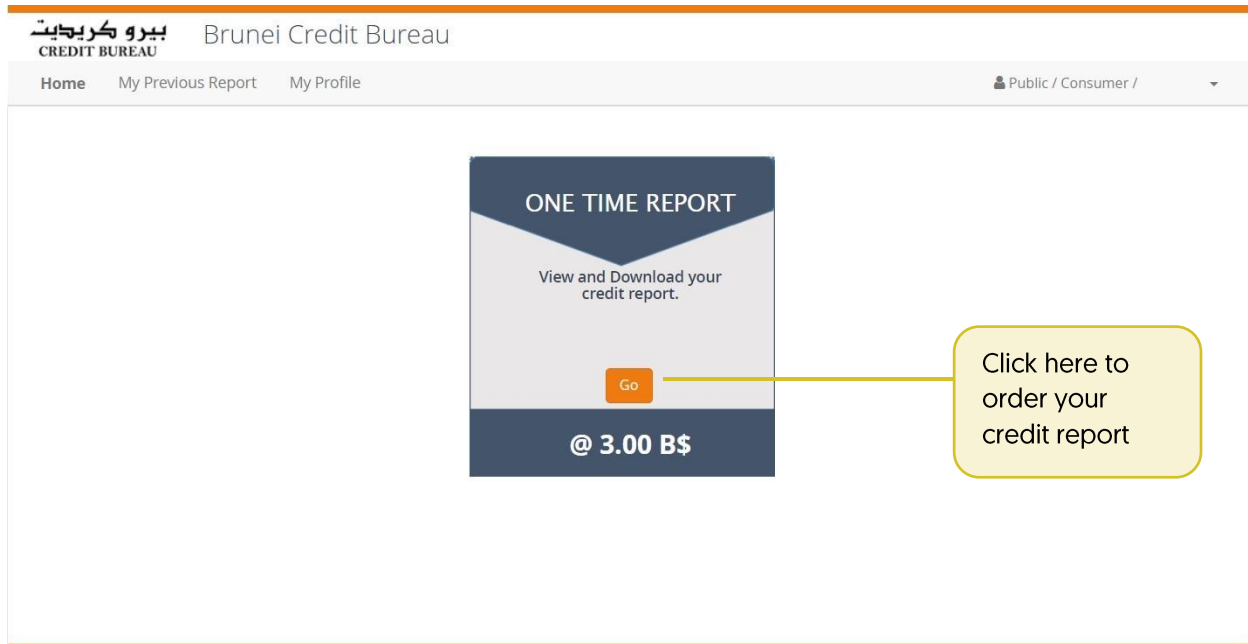 بيرو کريديت
CREDIT BUREAU
Brunei Credit Bureau
Home My Previous Report My Profile Public / Consumer /
ONE TIME REPORT
View and Download your
credit report.
Go
@ 3.00 B$
Click here to
order your
credit report